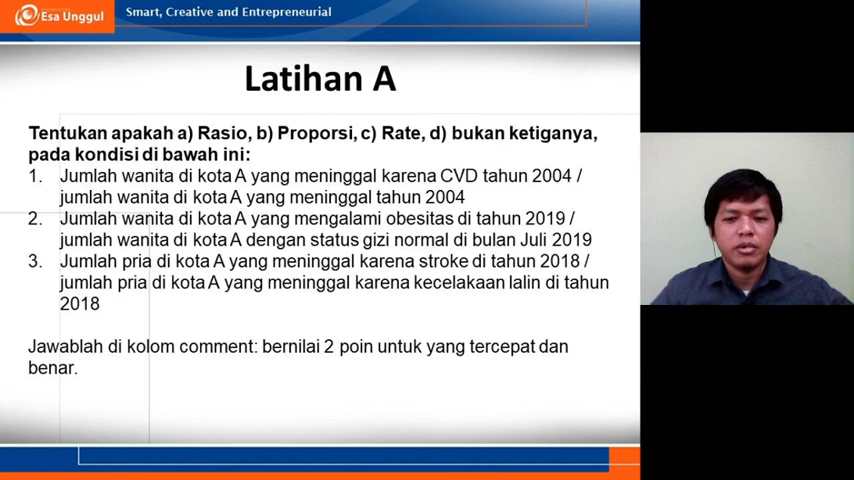 Esa Unggul
Smart, Creative and Entrepreneurial
Latihan A
Tentukan apakah a) Rasio, b) Proporsi, c) Rate, d) bukan ketiganya,
pada kondisi di bawah ini:
1. Jumlah wanita di kota A yang meninggal karena CVD tahun 2004 /
jumlah wanita di kota A yang meninggal tahun 2004
2. Jumlah wanita di kota A yang mengalami obesitas di tahun 2019 /
jumlah wanita di kota A dengan status gizi normal di bulan Juli 2019
3. Jumlah pria di kota A yang meninggal karena stroke di tahun 2018 /
jumlah pria di kota A yang meninggal karena kecelakaan lalin di tahun
2018
Jawablah di kolom comment: bernilai 2 poin untuk yang tercepat dan
benar.